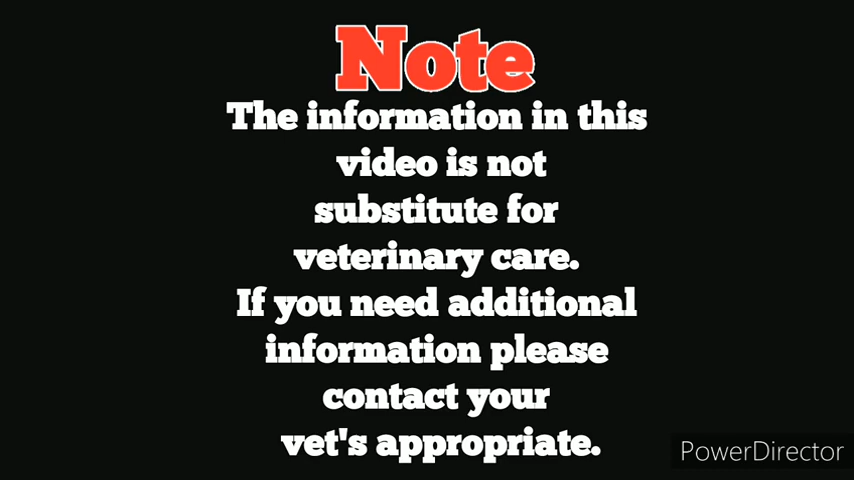 Note
The information in this
video is not
substitute for
veterinary care.
If you need additional
information please
contact your
vet's appropriate.
PowerDirector